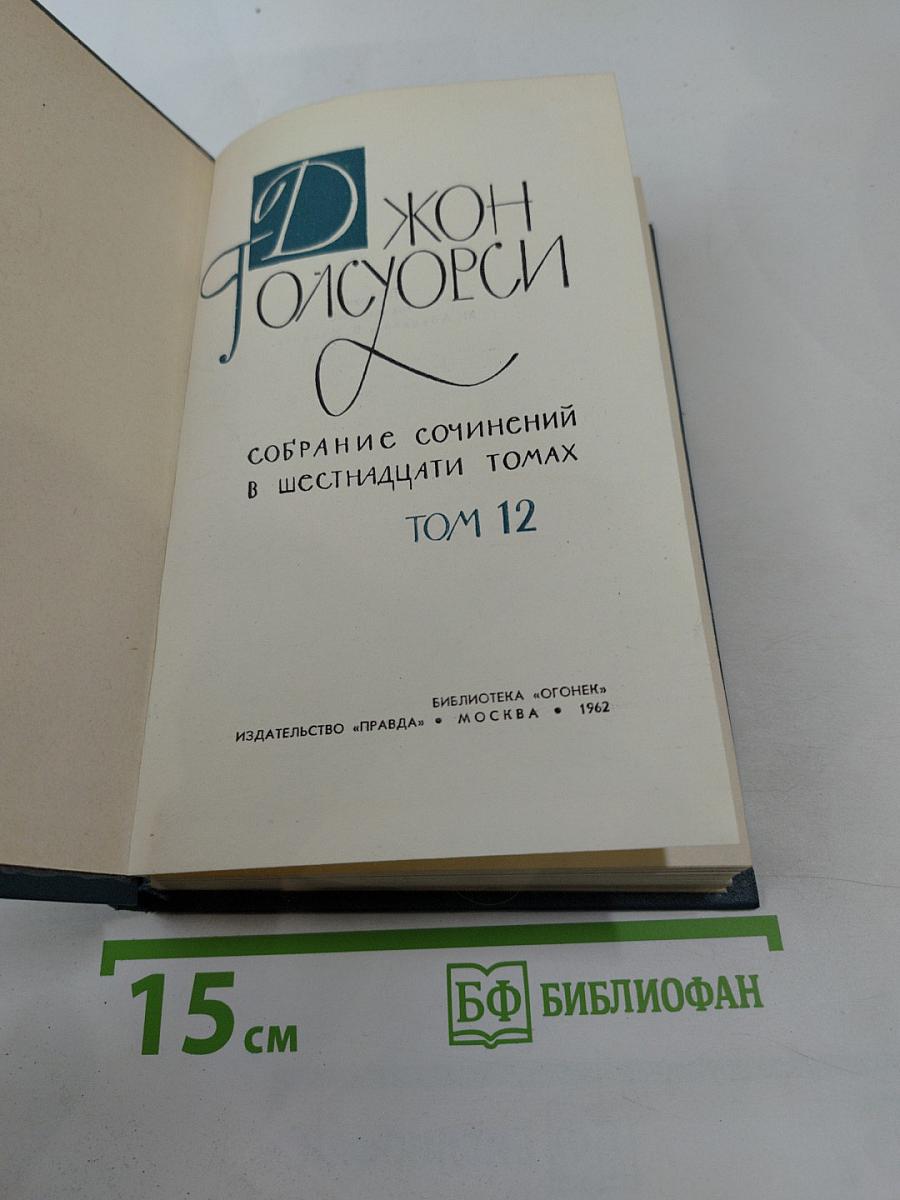 ДЖОН
ГОЛСУОРСИ
СОБРАНИЕ СОЧИНЕНИЙ
В ШЕСТНАДЦАТИ ТОМАХ
ТОМ 12
БИБЛИОТЕКА «ОГОНЕК»
ИЗДАТЕЛЬСТВО «ПРАВДА» • МОСКВА • 1962
15 см
БФ БИБЛИОФАН